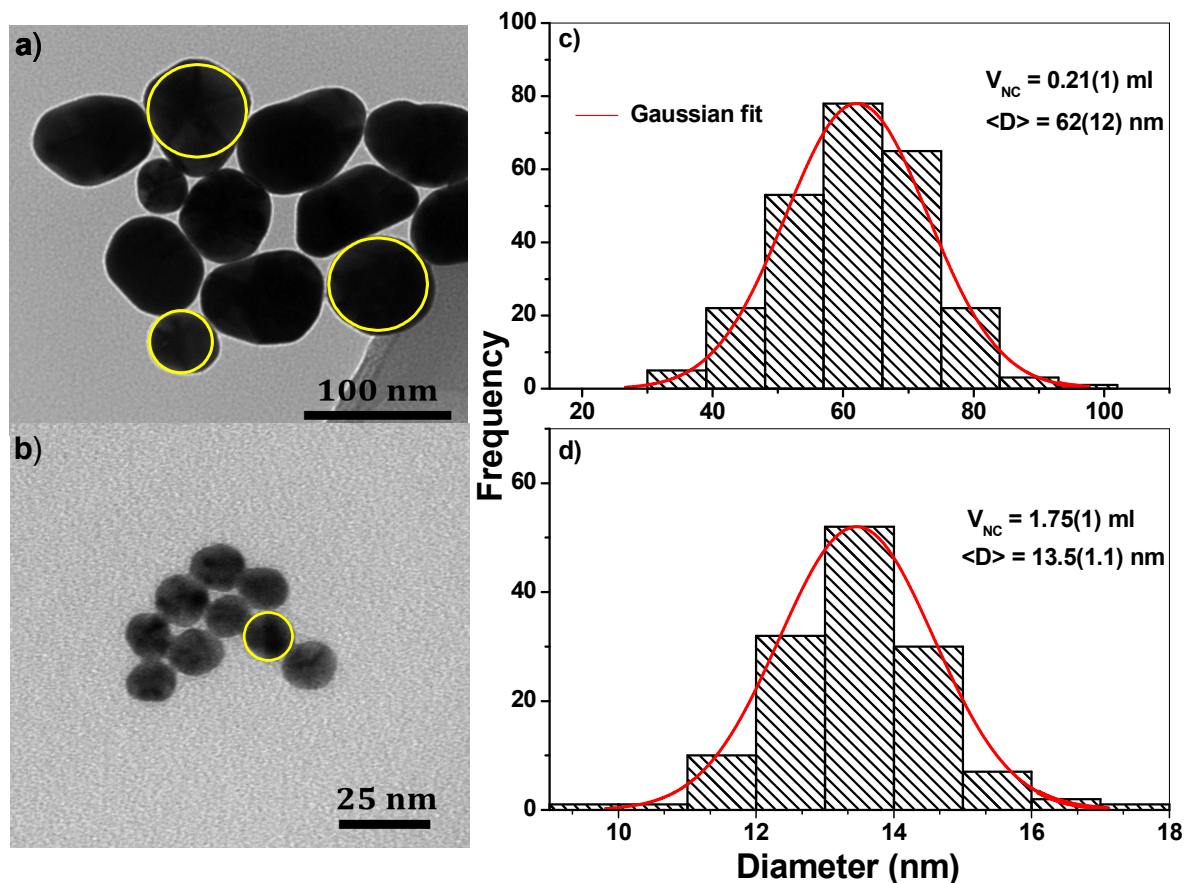 a)
100 nm
b)
25 nm
c)
Gaussian fit
V_NC = 0.21(1) ml
<D> = 62(12) nm
100
80
60
40
20
0
20 40 60 80 100
Frequency
d)
V_NC = 1.75(1) ml
<D> = 13.5(1.1) nm
60
40
20
0
10 12 14 16 18
Diameter (nm)